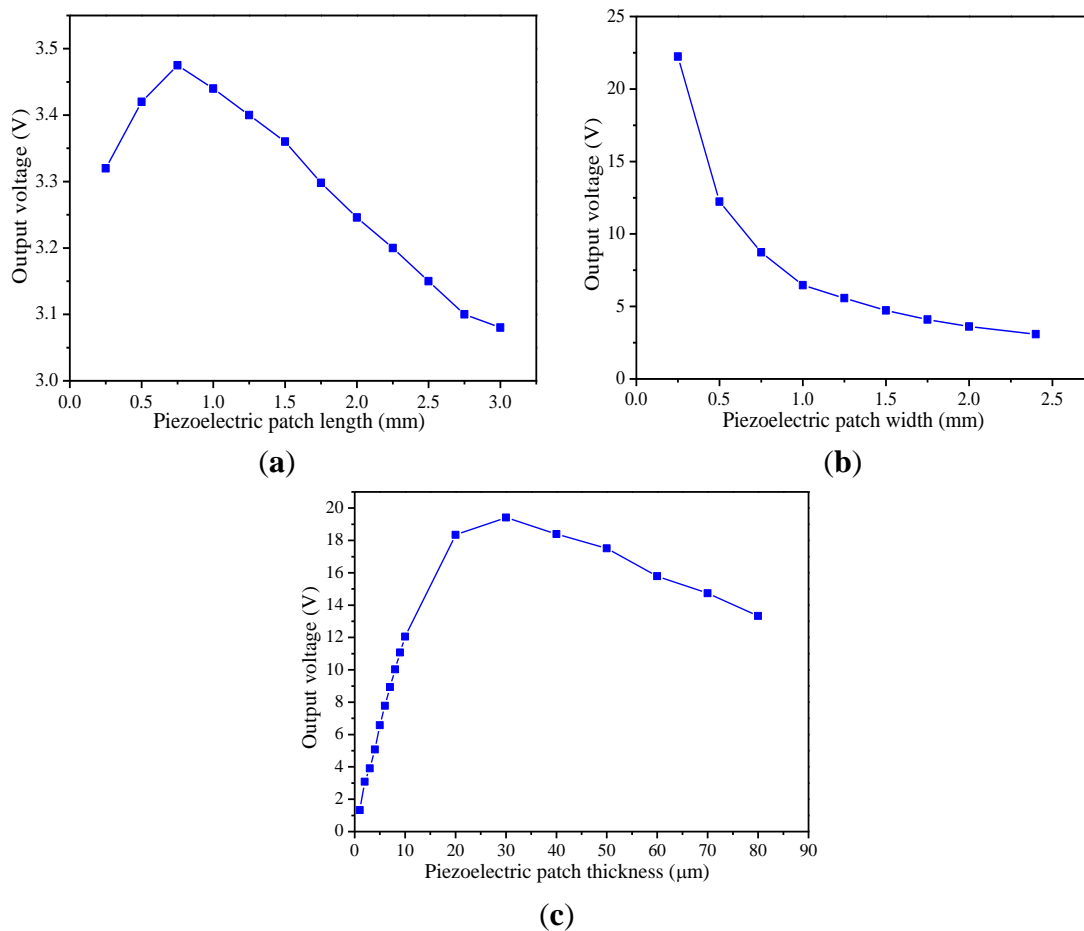 3.5
3.4
3.3
3.2
3.1
3.0
Output voltage (V)
0.0 0.5 1.0 1.5 2.0 2.5 3.0
Piezoelectric patch length (mm)
(a)
25
20
15
10
5
0
Output voltage (V)
0.0 0.5 1.0 1.5 2.0 2.5
Piezoelectric patch width (mm)
(b)
20
18
16
14
12
10
8
6
4
2
0
Output voltage (V)
0 10 20 30 40 50 60 70 80 90
Piezoelectric patch thickness (μm)
(c)